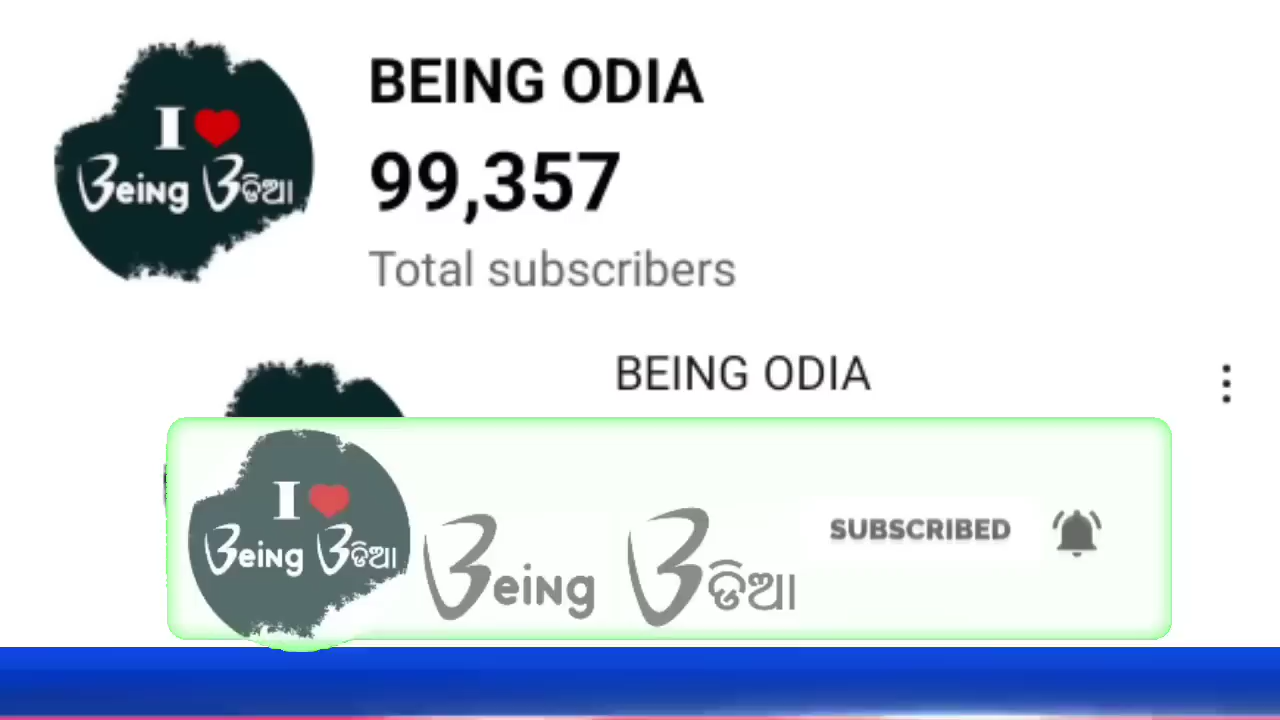 BEING ODIA
I
Being ଓଡିଆ
99,357
Total subscribers
BEING ODIA
I
Being ଓଡିଆ
Being ଓଡିଆ
SUBSCRIBED